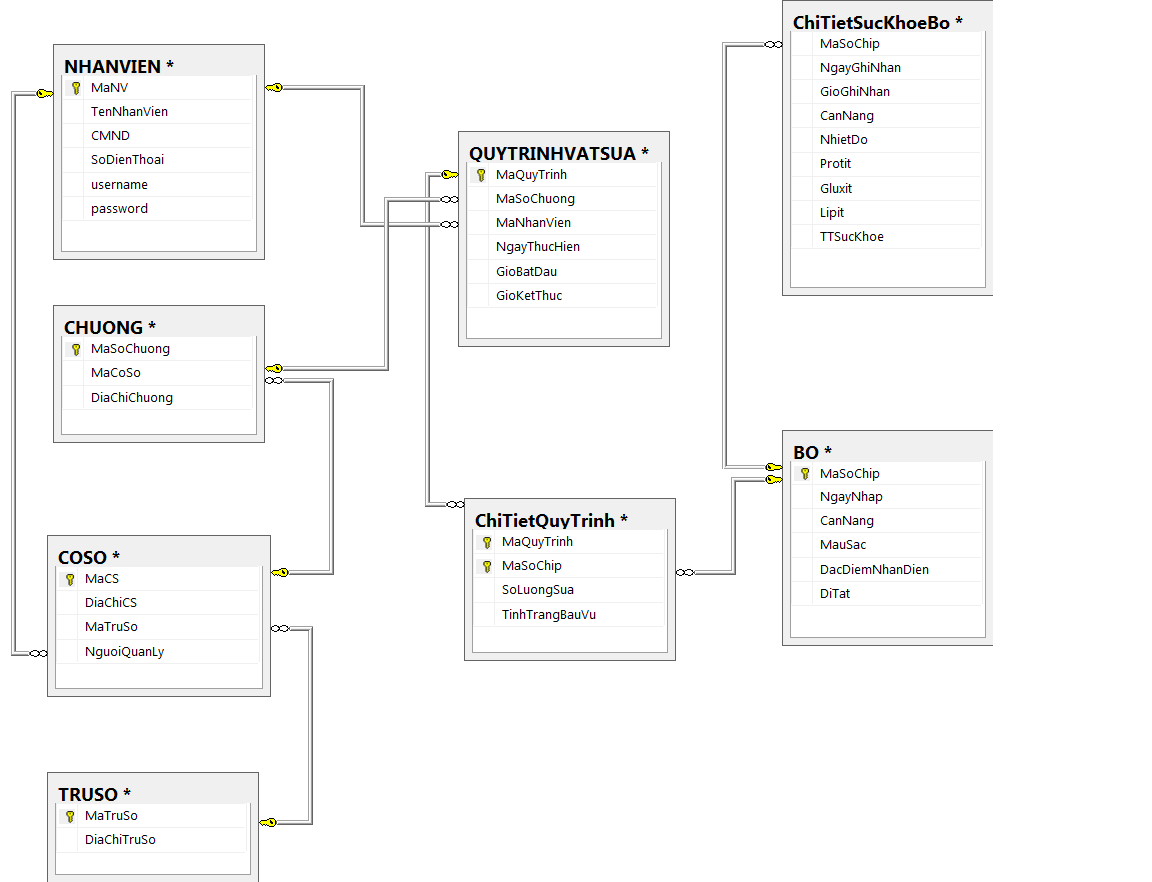 NHANVIEN *
MaNV
TenNhanVien
CMND
SoDienThoai
username
password
CHUONG *
MaSoChuong
MaCoSo
DiaChiChuong
COSO *
MaCS
DiaChiCS
MaTruSo
NguoiQuanLy
TRUSO *
MaTruSo
DiaChiTruSo
QUYTRINHVATSUA *
MaQuyTrinh
MaSoChuong
MaNhanVien
NgayThucHien
GioBatDau
GioKetThuc
ChiTietQuyTrinh *
MaQuyTrinh
MaSoChip
SoLuongSua
TinhTrangBauVu
ChiTietSucKhoeBo *
MaSoChip
NgayGhiNhan
GioGhiNhan
CanNang
NhietDo
Protit
Gluxit
Lipit
TTSucKhoe
BO *
MaSoChip
NgayNhap
CanNang
MauSac
DacDiemNhanDien
DiTat